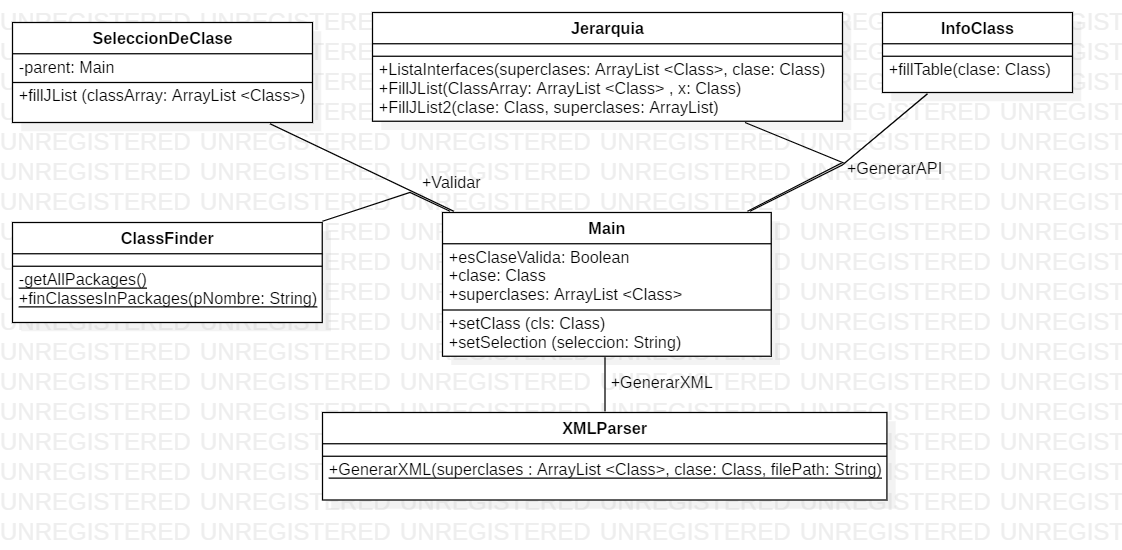 SeleccionDeClase
-parent: Main
+fillJList (classArray: ArrayList <Class>)
Jerarquia
+ListaInterfaces(superclases: ArrayList <Class>, clase: Class)
+FillJList(ClassArray: ArrayList <Class> , x: Class)
+FillJList2(clase: Class, superclases: ArrayList)
InfoClass
+fillTable(clase: Class)
+Validar
+GenerarAPI
ClassFinder
-getAllPackages()
+finClassesInPackages(pNombre: String)
Main
+esClaseValida: Boolean
+clase: Class
+superclases: ArrayList <Class>
+setClass (cls: Class)
+setSelection (seleccion: String)
+GenerarXML
XMLParser
+GenerarXML(superclases : ArrayList <Class>, clase: Class, filePath: String)
UNREGISTERED